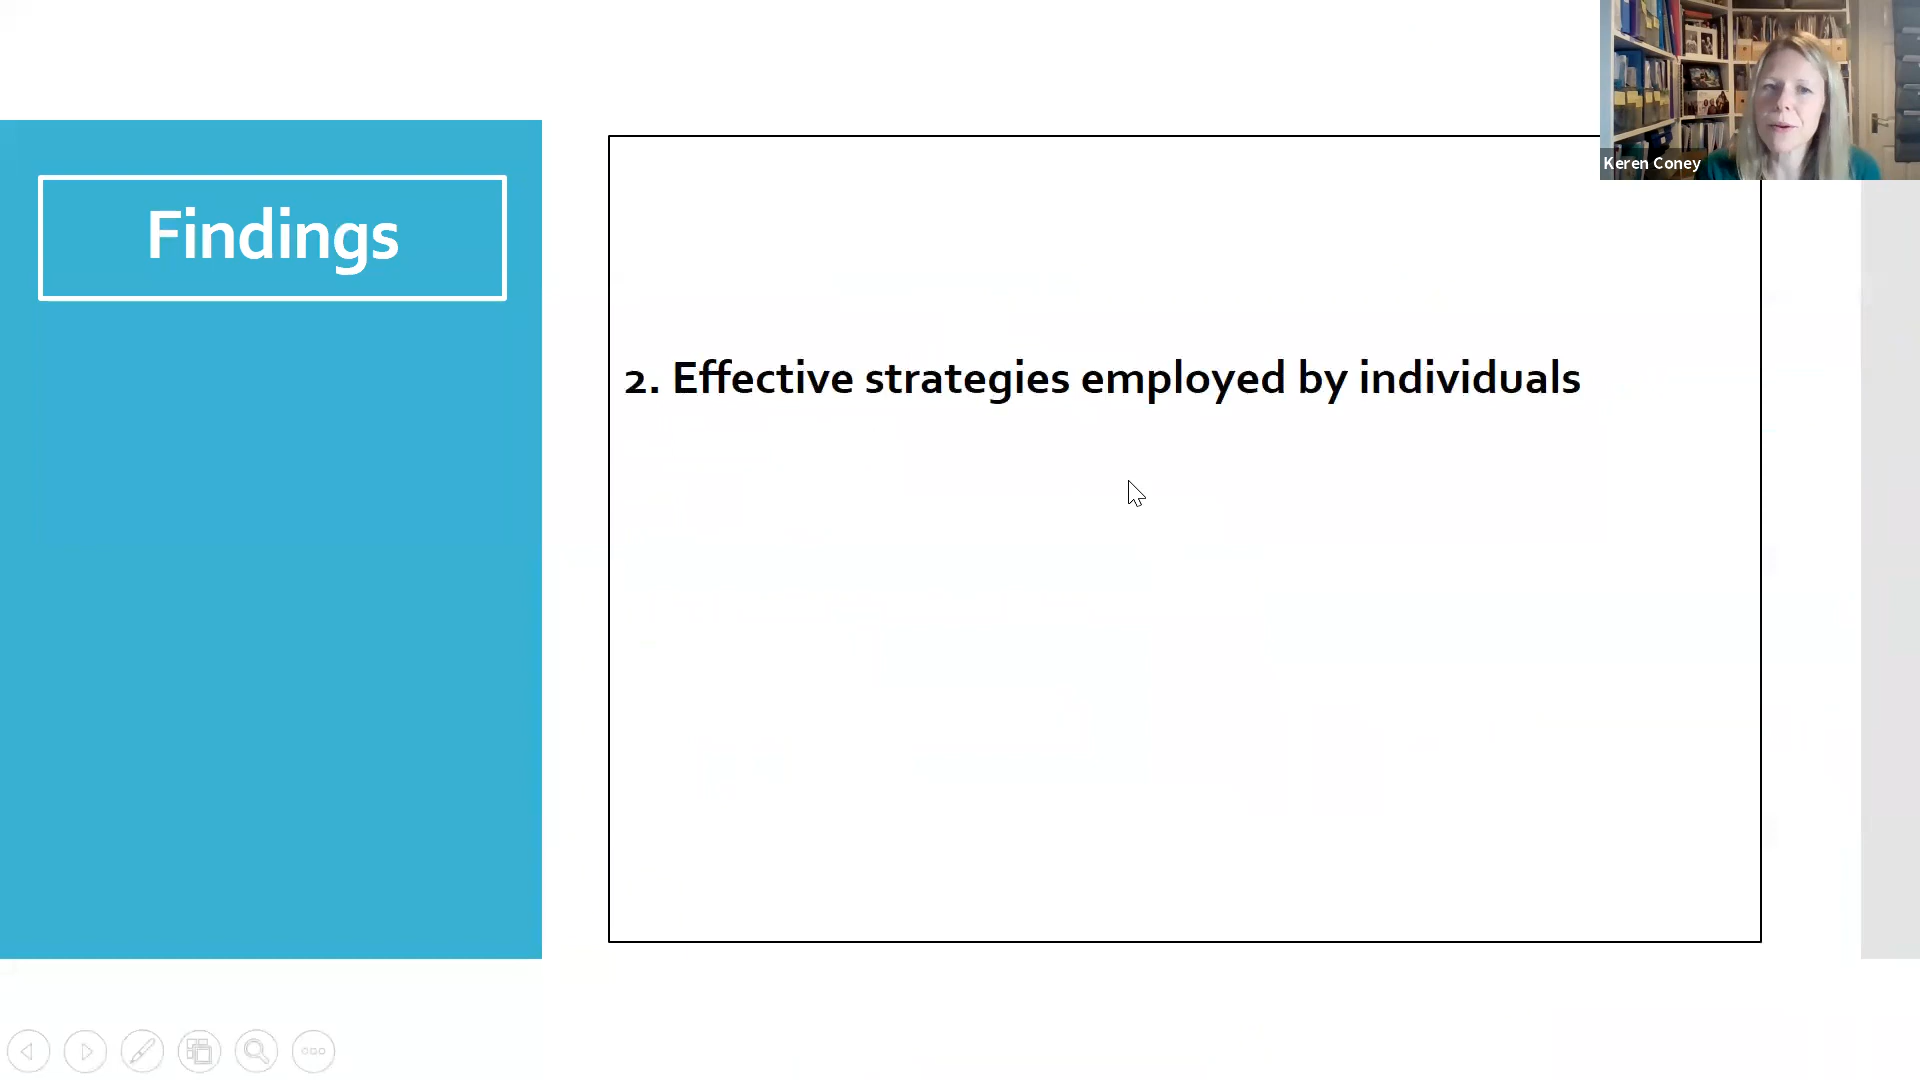 Findings
2. Effective strategies employed by individuals
Keren Coney